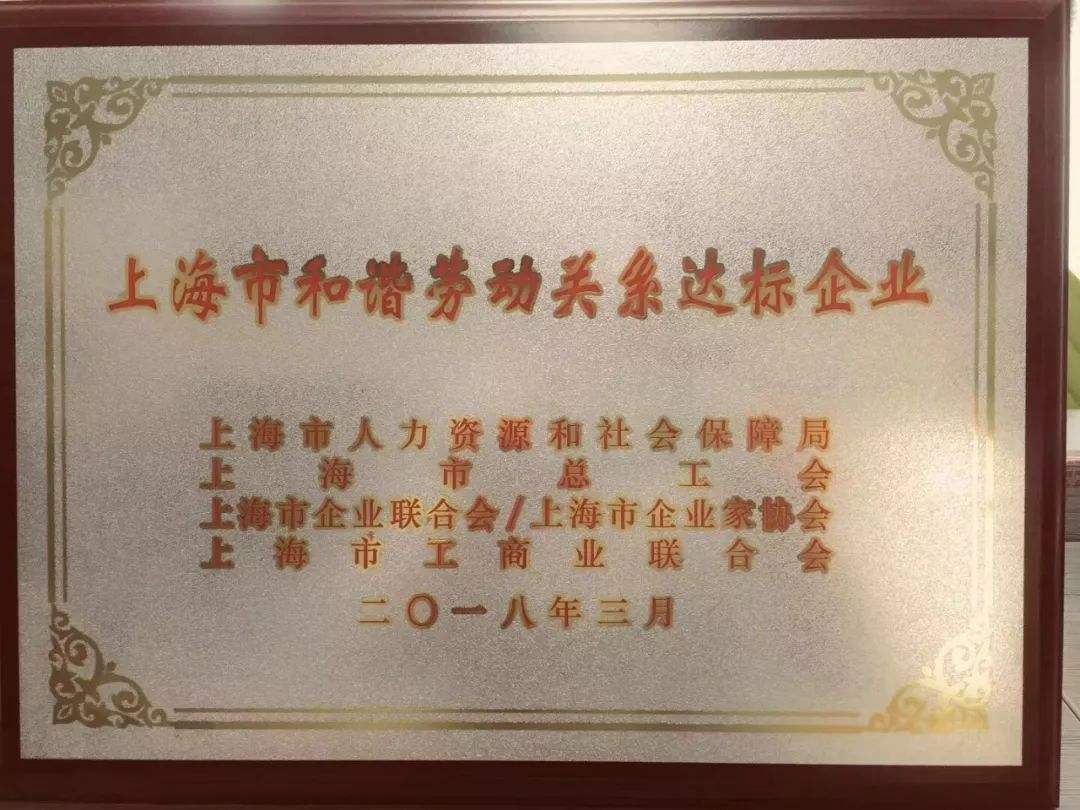 上海市和谐劳动关系达标企业
上海市人力资源和社会保障局
上海市总工会
上海市企业联合会/上海市企业家协会
上海市工商业联合会
二〇一八年三月